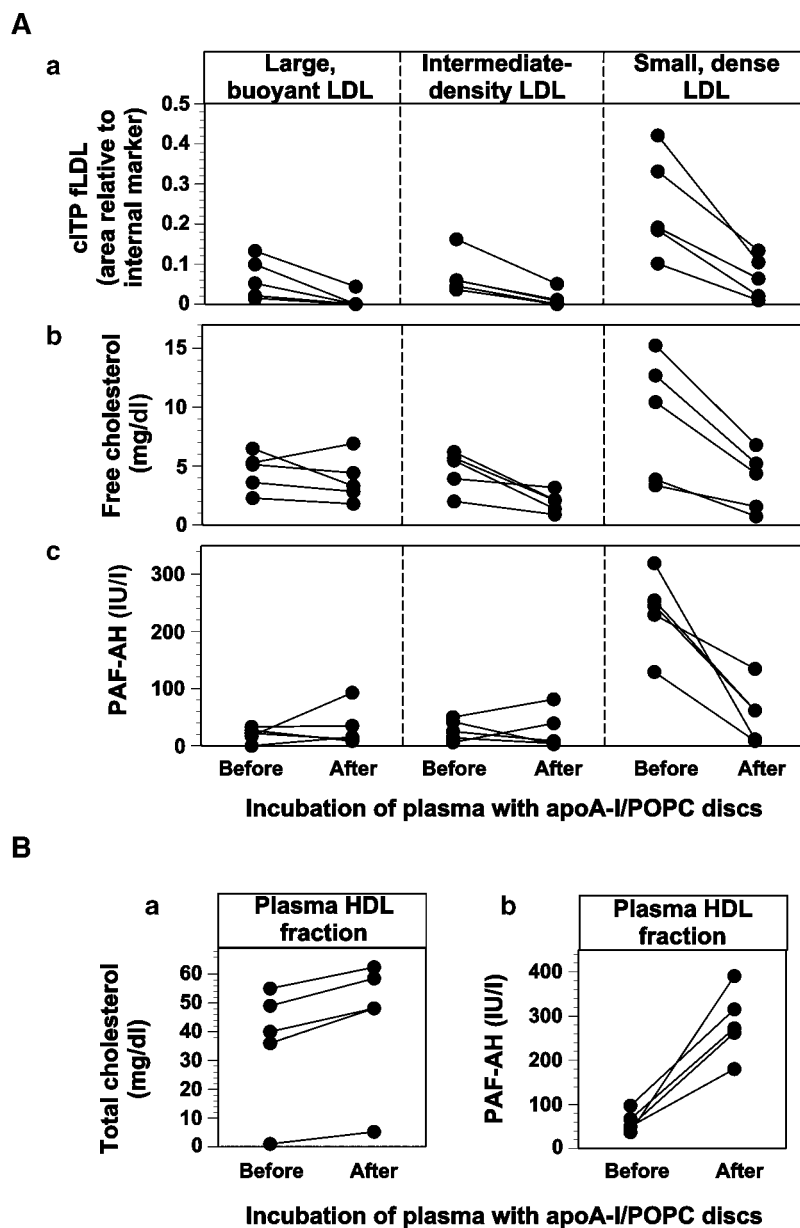 A
a
Large,
buoyant LDL
Intermediate-
density LDL
Small, dense
LDL
cITP fLDL
(area relative to
internal marker)
0.5
0.4
0.3
0.2
0.1
0
b
Free cholesterol
(mg/dl)
15
10
5
0
c
PAF-AH (IU/l)
300
200
100
0
Before After Before After Before After
Incubation of plasma with apoA-I/POPC discs
B
a
Plasma HDL
fraction
Total cholesterol
(mg/dl)
60
50
40
30
20
10
0
Before After
b
Plasma HDL
fraction
PAF-AH (IU/l)
400
300
200
100
0
Before After
Incubation of plasma with apoA-I/POPC discs